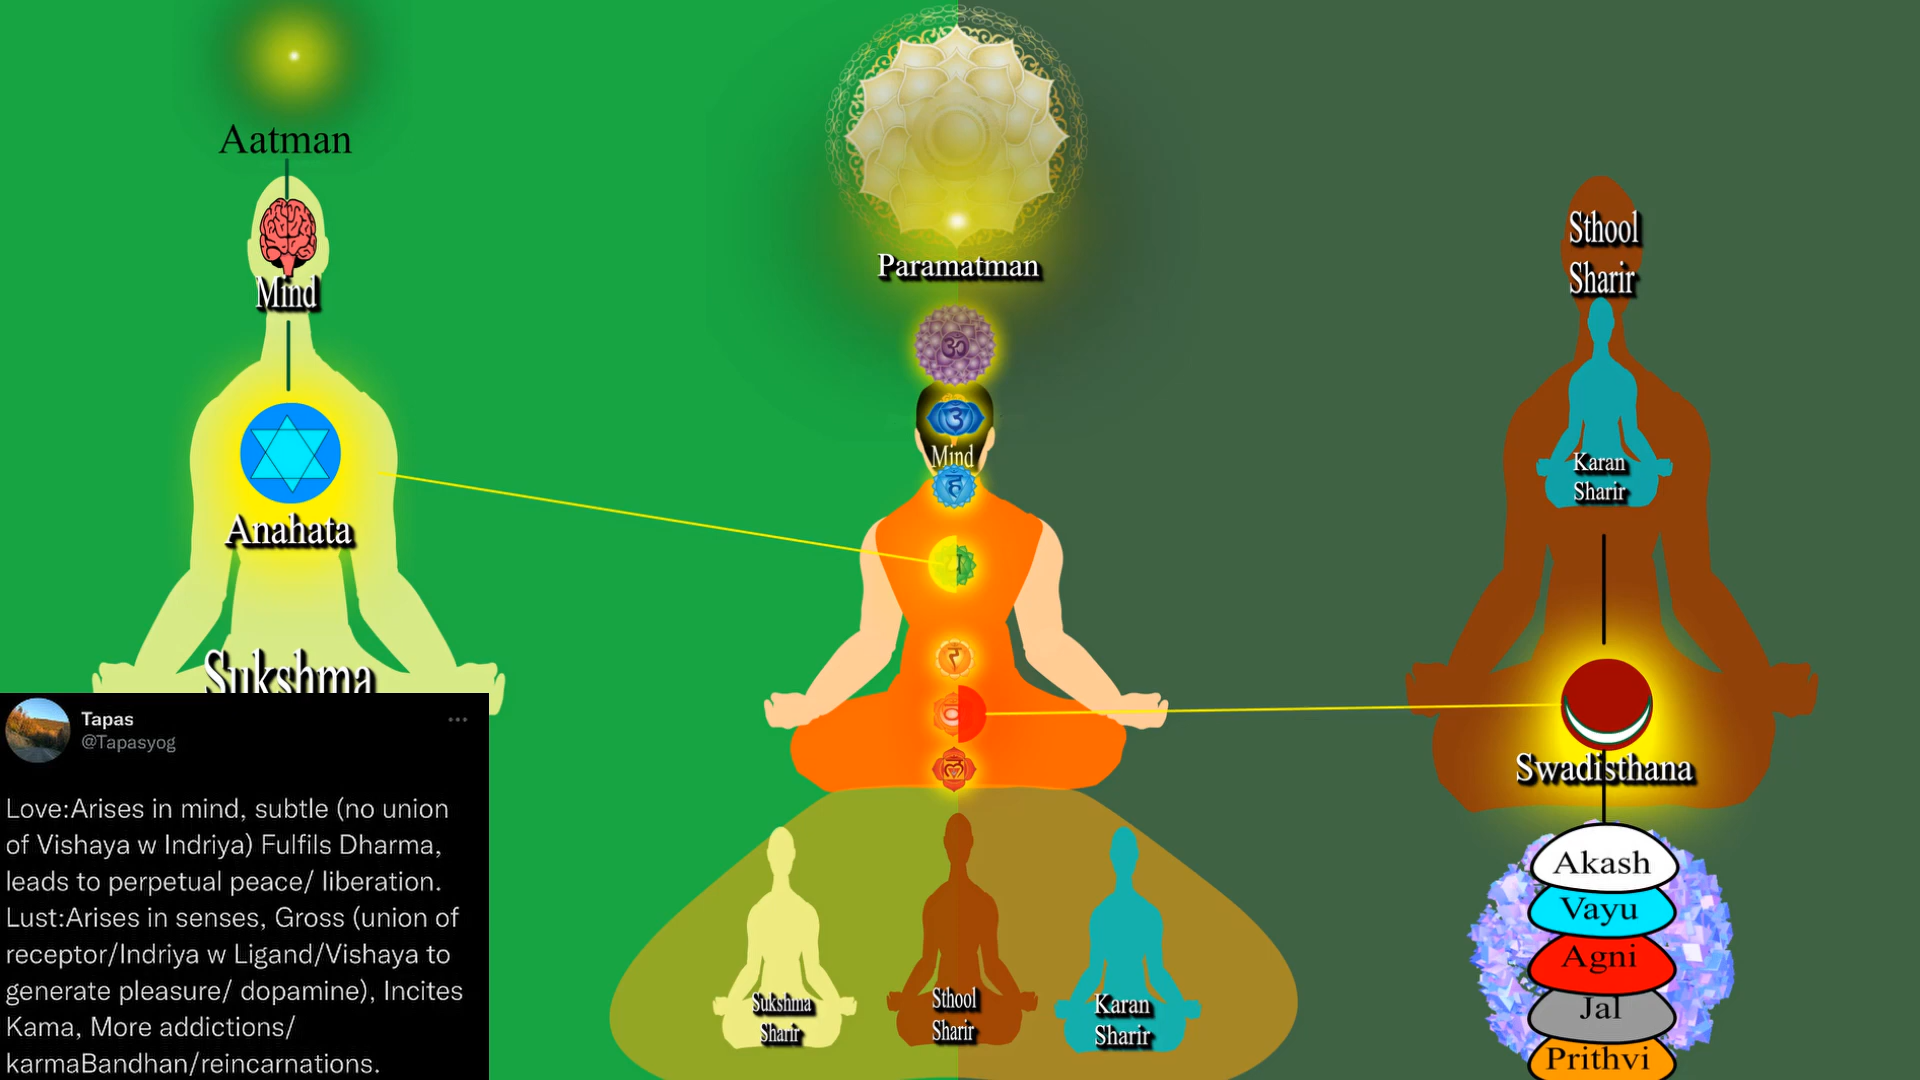 Aatman
Mind
Anahata
Sukshma
Tapas
@Tapasyog
Love:Arises in mind, subtle (no union
of Vishaya w Indriya) Fulfils Dharma,
leads to perpetual peace/ liberation.
Lust:Arises in senses, Gross (union of
receptor/Indriya w Ligand/Vishaya to
generate pleasure/ dopamine), Incites
Kama, More addictions/
karmaBandhan/reincarnations.
Paramatman
ॐ
Mind
हं
रं
Sukshma
Sharir
Sthool
Sharir
Karan
Sharir
Sthool
Sharir
Karan
Sharir
Swadisthana
Akash
Vayu
Agni
Jal
Prithvi